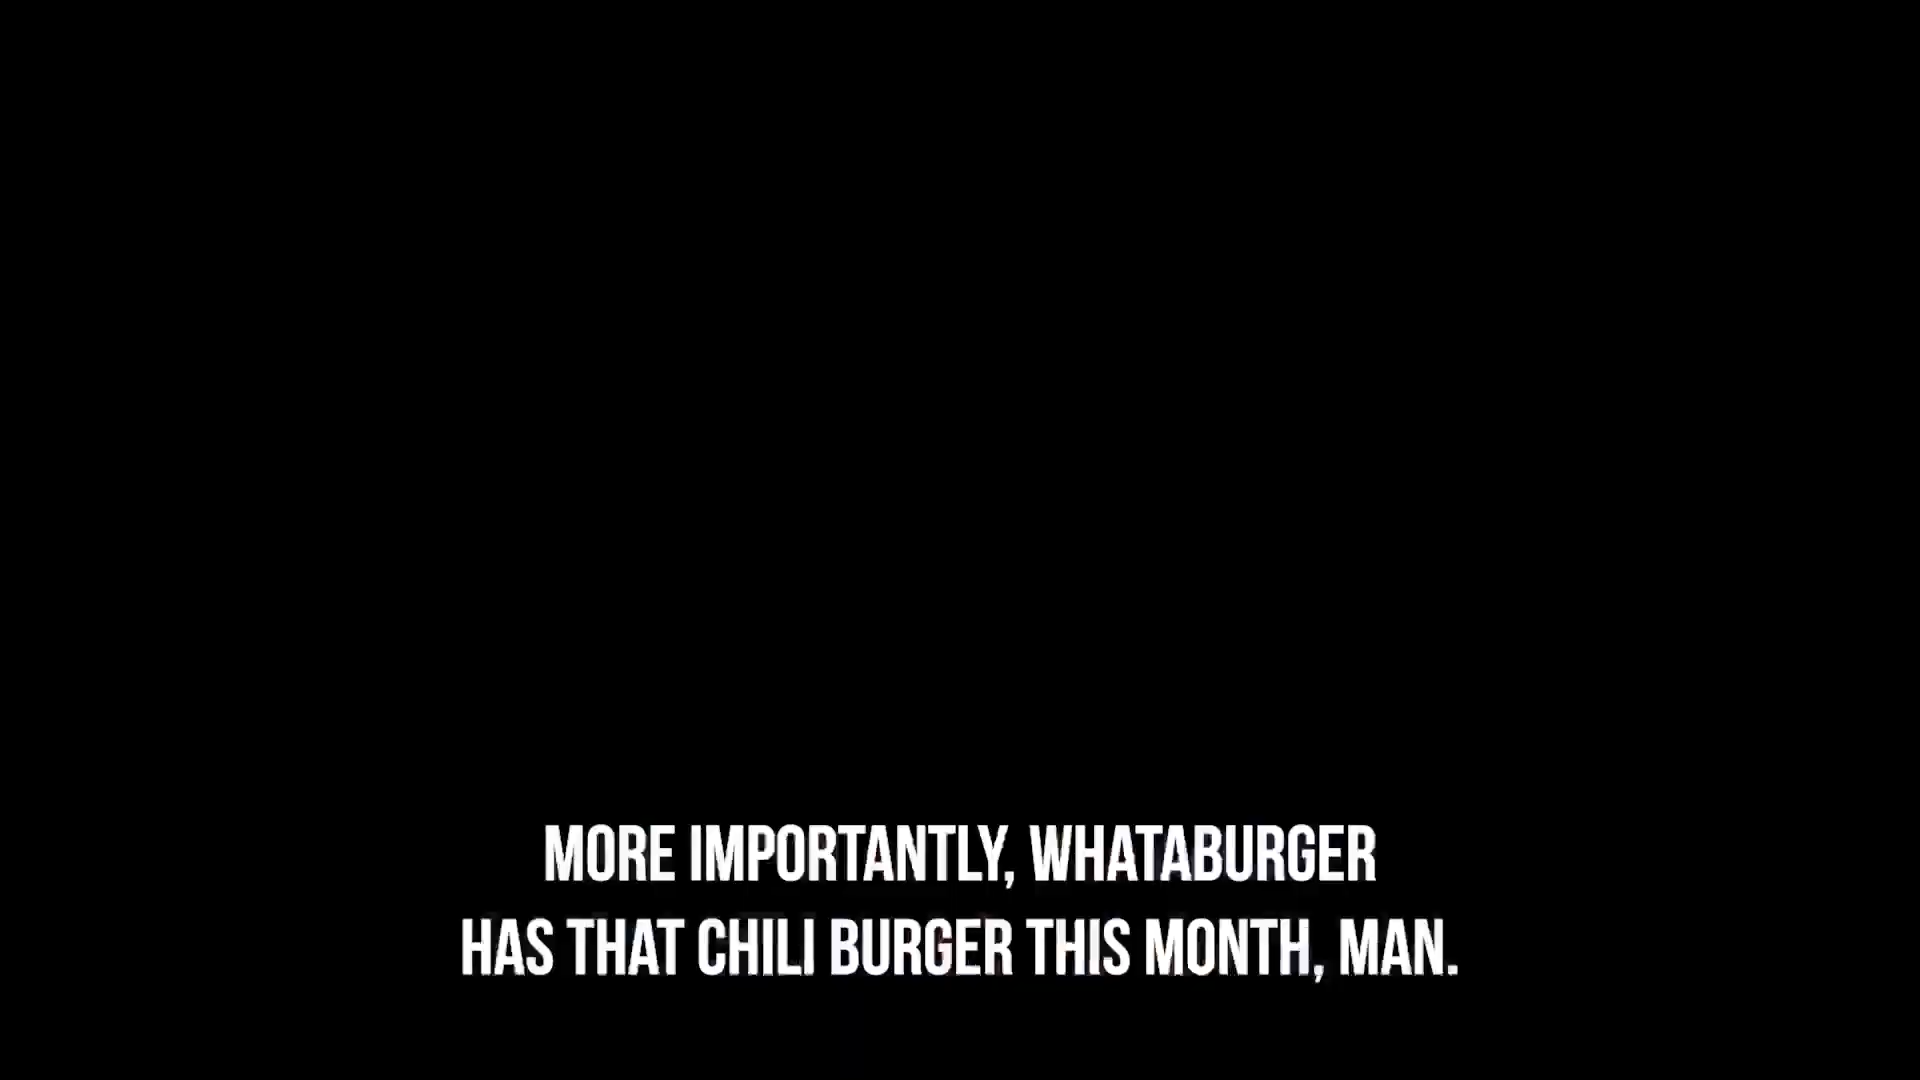 MORE IMPORTANTLY, WHATABURGER
HAS THAT CHILI BURGER THIS MONTH, MAN.